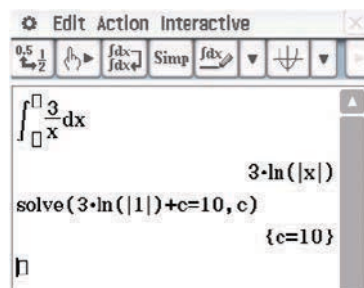 Edit Action Interactive
0.5 1/2 ∫dx ∫dx Simp ∫dx
∫□□ 3/x dx
3·ln(|x|)
solve(3·ln(|1|)+c=10,c)
{c=10}